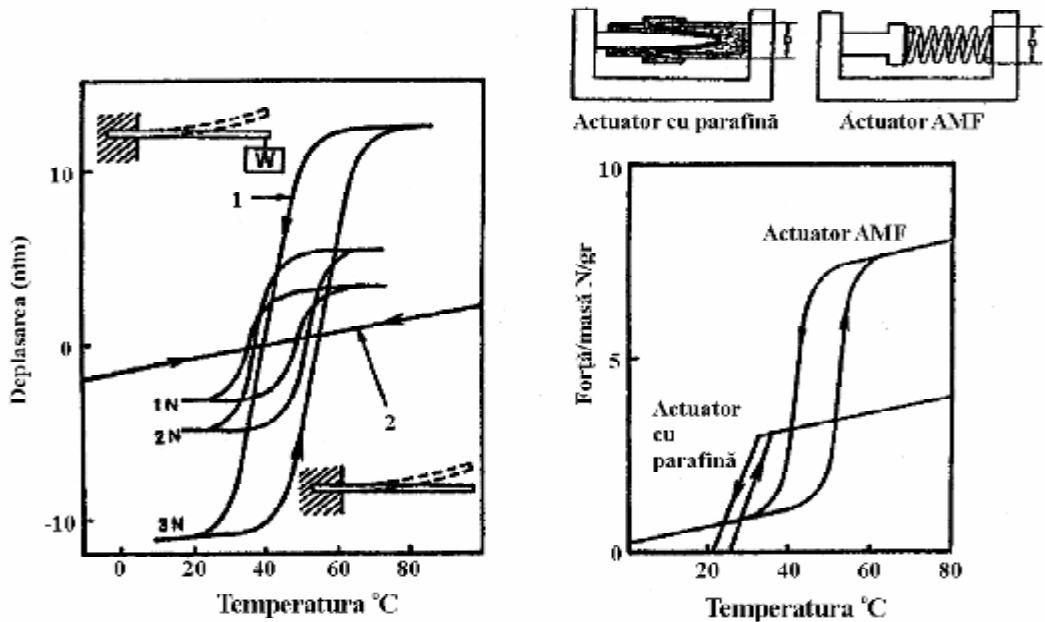 W
10
1
0
-10
1N
2N
3N
2
0
20
40
60
80
Deplasarea (mm)
Temperatura °C
Actuator cu parafină
Actuator AMF
10
5
0
Actuator AMF
Actuator
cu
parafină
20
40
60
80
Forţă/masă N/gr
Temperatura °C